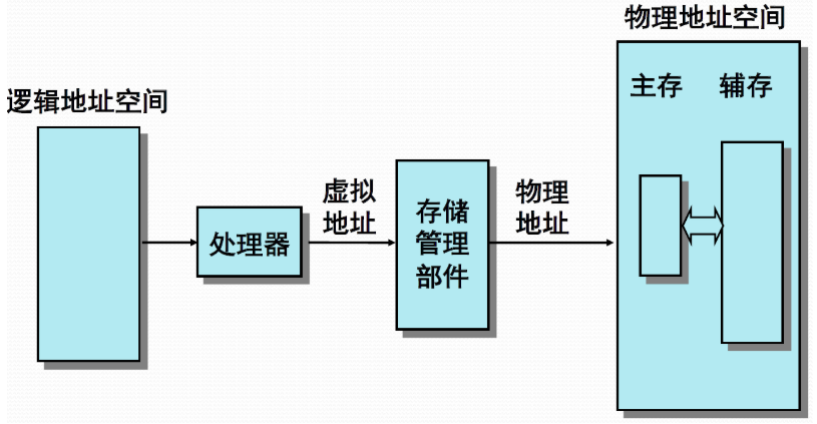 物理地址空间
主存
辅存
逻辑地址空间
处理器
虚拟
地址
存储
管理
部件
物理
地址